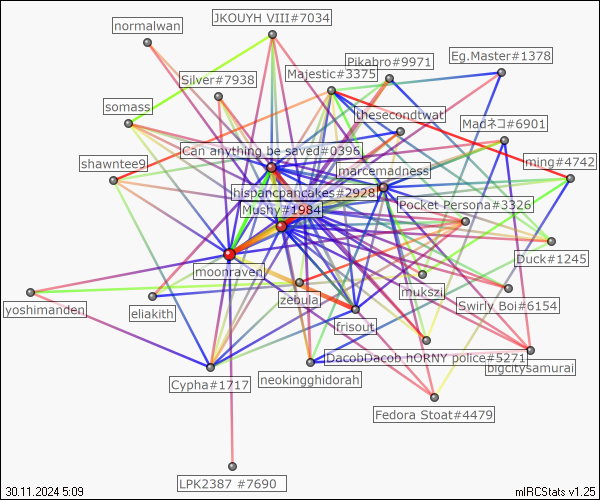 JKOUYH VIII#7034
normalwan
Eg.Master#1378
Pikabro#9971
Majestic#3375
Silver#7938
somass
thesecondtwat
Madネコ#6901
Can anything be saved#0396
shawntee9
ming#4742
marcemadness
hispancpancakes#2928
Pocket Persona#3326
Mushy#1984
Duck#1245
moonraven
mukszi
zebula
Swirly Boi#6154
yoshimanden
eliakith
frisout
DacobDacob hORNY police#5271
bigcitysamurai
Cypha#1717
neokingghidorah
Fedora Stoat#4479
LPK2387 #7690
30.11.2024 5:09
mIRCStats v1.25